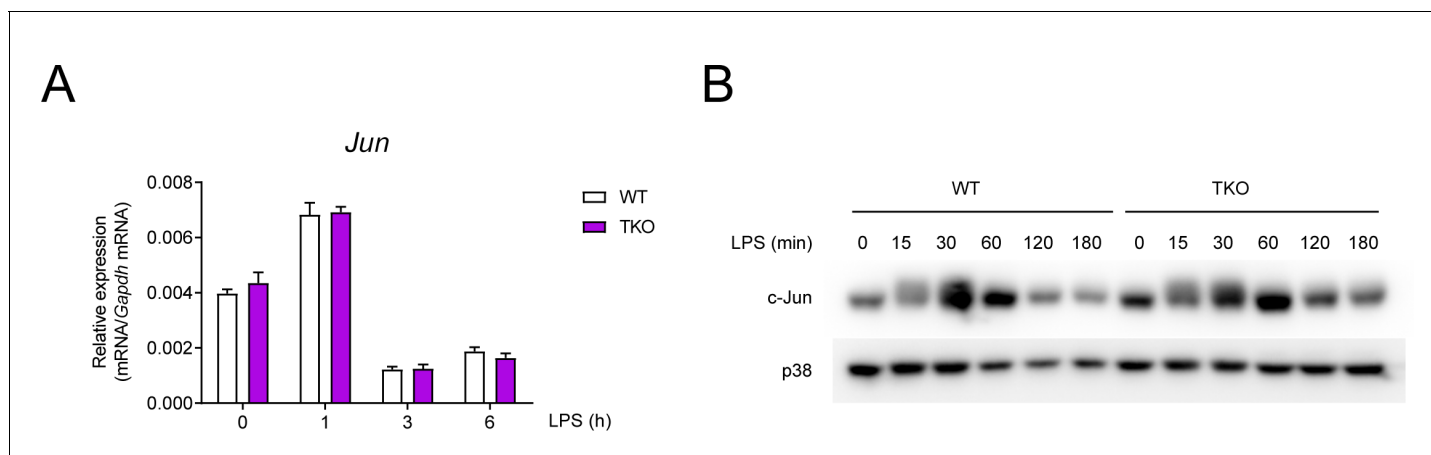 A
B
Jun
Relative expression
(mRNA/Gapdh mRNA)
0.008
0.006
0.004
0.002
0.000
0 1 3 6 LPS (h)
WT
TKO
WT TKO
LPS (min) 0 15 30 60 120 180 0 15 30 60 120 180
c-Jun
p38